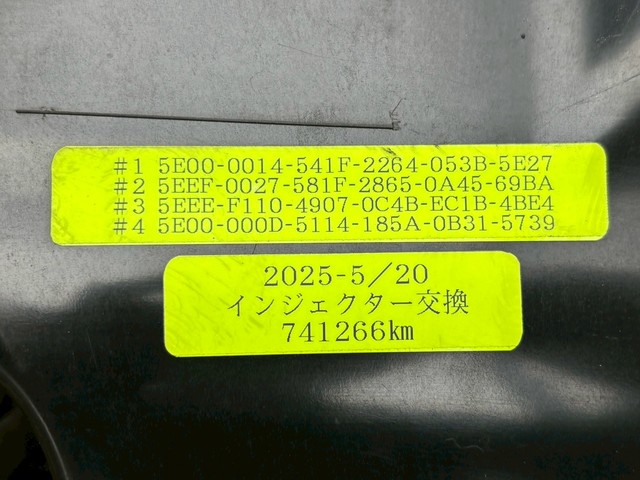 #1 5E00-0014-541F-2264-053B-5E27
#2 5EEF-0027-581F-2865-0A45-69BA
#3 5EEE-F110-4907-0C4B-EC1B-4BE4
#4 5E00-000D-5114-185A-0B31-5739
2025-5/20
インジェクター交換
741266km